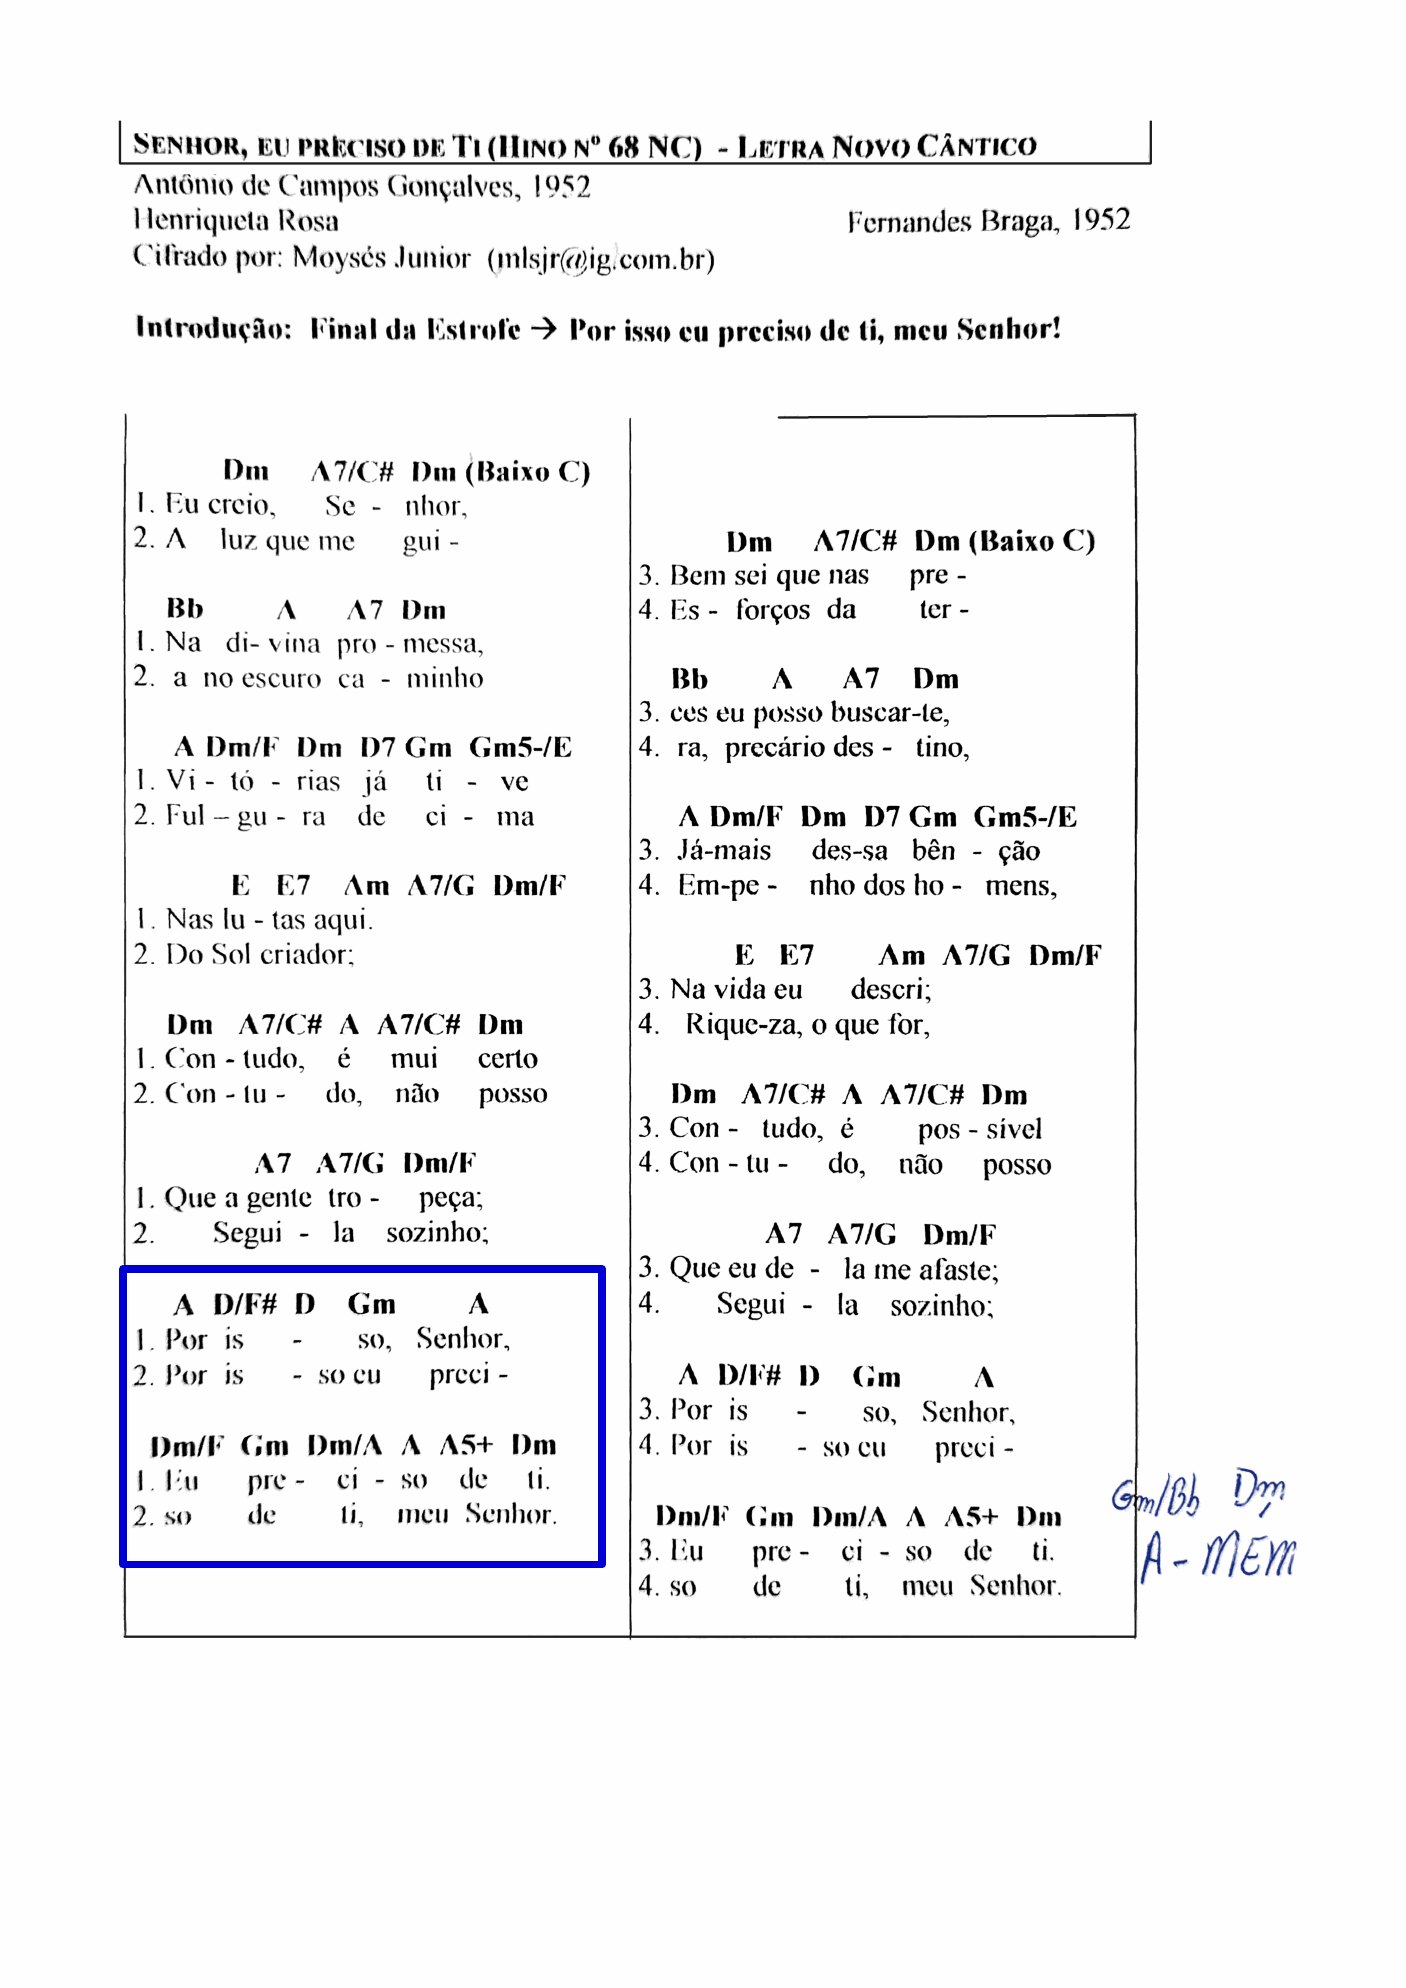 SENHOR, EU PRECISO DE TI (HINO Nº 68 NC) - LETRA NOVO CÂNTICO
Antônio de Campos Gonçalves, 1952
Henriqueta Rosa Fernandes Braga, 1952
Cifrado por: Moysés Junior (mlsjr@ig.com.br)
Introdução: Final da Estrofe → Por isso eu preciso de ti, meu Senhor!
Dm A7/C# Dm (Baixo C)
1. Eu creio, Se - nhor,
2. A luz que me gui -
Bb A A7 Dm
1. Na di- vina pro - messa,
2. a no escuro ca - minho
A Dm/F Dm D7 Gm Gm5-/E
1. Vi - tó - rias já ti - ve
2. Ful – gu - ra de ci - ma
E E7 Am A7/G Dm/F
1. Nas lu - tas aqui.
2. Do Sol criador;
Dm A7/C# A A7/C# Dm
1. Con - tudo, é mui certo
2. Con - tu - do, não posso
A7 A7/G Dm/F
1. Que a gente tro - peça;
2. Segui - la sozinho;
A D/F# D Gm A
1. Por is - so, Senhor,
2. Por is - so eu preci -
Dm/F Gm Dm/A A A5+ Dm
1. Eu pre - ci - so de ti.
2. so de ti, meu Senhor.
Dm A7/C# Dm (Baixo C)
3. Bem sei que nas pre -
4. Es - forços da ter -
Bb A A7 Dm
3. ces eu posso buscar-te,
4. ra, precário des - tino,
A Dm/F Dm D7 Gm Gm5-/E
3. Já-mais des-sa bên - ção
4. Em-pe - nho dos ho - mens,
E E7 Am A7/G Dm/F
3. Na vida eu descri;
4. Rique-za, o que for,
Dm A7/C# A A7/C# Dm
3. Con - tudo, é pos - sível
4. Con - tu - do, não posso
A7 A7/G Dm/F
3. Que eu de - la me afaste;
4. Segui - la sozinho;
A D/F# D Gm A
3. Por is - so, Senhor,
4. Por is - so eu preci -
Dm/F Gm Dm/A A A5+ Dm
3. Eu pre - ci - so de ti.
4. so de ti, meu Senhor.
Gm/Bb Dm
A - MEM